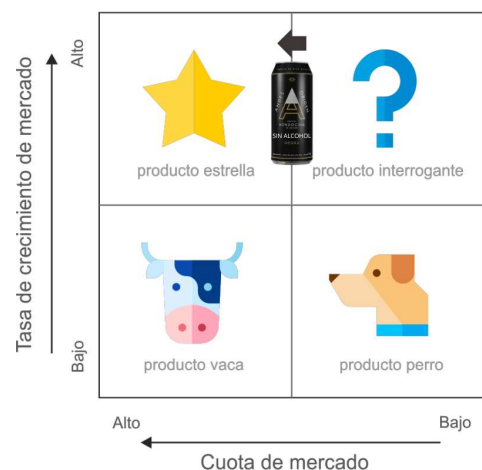 Alto
Tasa de crecimiento de mercado
Bajo
producto estrella
producto interrogante
SIN ALCOHOL
NEGRA
producto vaca
producto perro
Alto
Bajo
Cuota de mercado